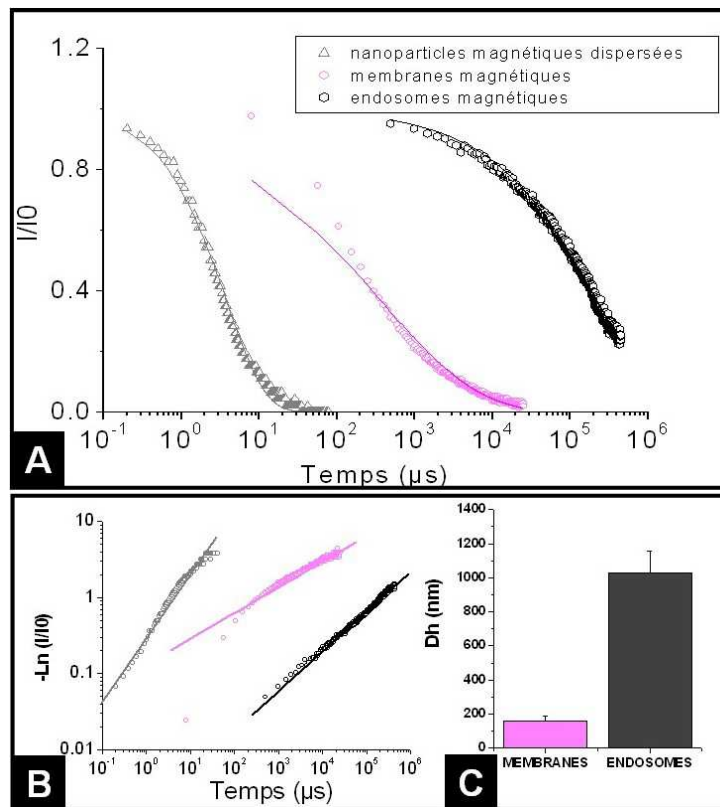 1.2
nanoparticles magnétiques dispersées
membranes magnétiques
endosomes magnétiques
0.8
I/I0
0.4
0.0
10-1 100 101 102 103 104 105 106
Temps (µs)
A
10
1
0.1
0.01
-Ln (I/I0)
10-1 100 101 102 103 104 105 106
Temps (µs)
B
1400
1200
1000
800
600
400
200
0
Dh (nm)
MEMBRANES ENDOSOMES
C